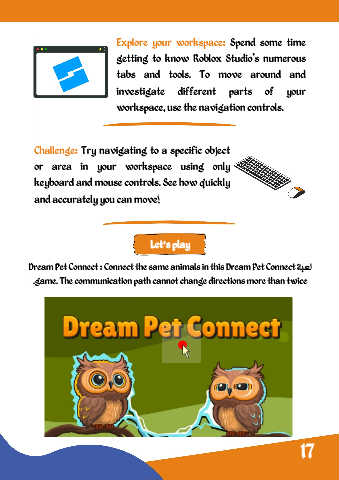 Explore your workspace: Spend some time
getting to know Roblox Studio's numerous
tabs and tools. To move around and
investigate different parts of your
workspace, use the navigation controls.
Challenge: Try navigating to a specific object
or area in your workspace using only
keyboard and mouse controls. See how quickly
and accurately you can move!
Let's play
Dream Pet Connect : Connect the same animals in this Dream Pet Connect لعبة
.game. The communication path cannot change directions more than twice
Dream Pet Connect
17